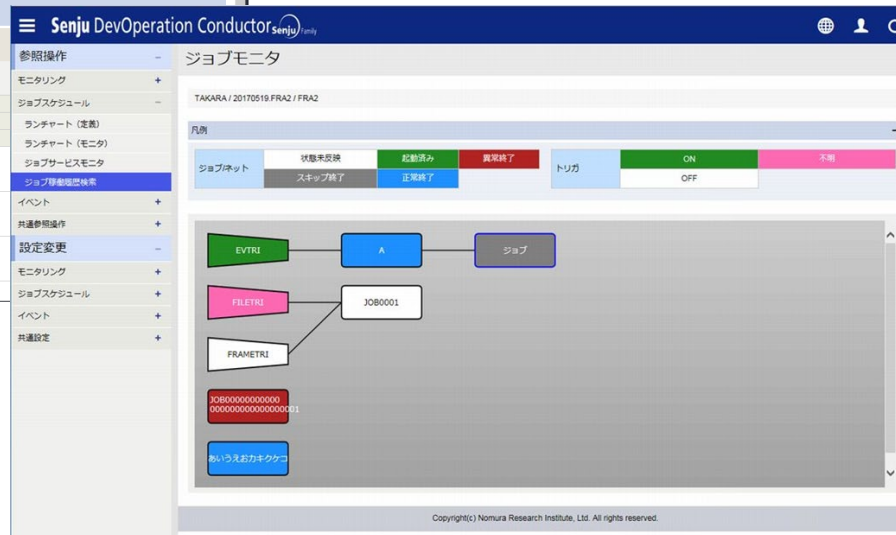 Senju DevOperation Conductor Senju Family
参照操作 -
モニタリング +
ジョブスケジュール -
ランチャート (定義)
ランチャート (モニタ)
ジョブサービスモニタ
ジョブ稼働履歴検索
イベント +
共通参照操作 +
設定変更 -
モニタリング +
ジョブスケジュール +
イベント +
共通設定 +
ジョブモニタ
TAKARA / 20170519.FRA2 / FRA2
凡例 -
ジョブ/ネット 状態未反映 起動済み 異常終了 トリガ ON 不明
スキップ終了 正常終了 OFF
EVTRI A ジョブ
FILETRI JOB0001
FRAMETRI
JOB00000000000
000000000000000001
あいうえおカキクケコ
Copyright(c) Nomura Research Institute, Ltd. All rights reserved.